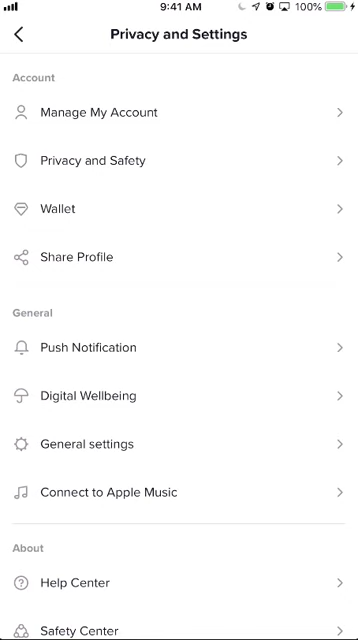 9:41 AM
100%
Privacy and Settings
Account
Manage My Account
Privacy and Safety
Wallet
Share Profile
General
Push Notification
Digital Wellbeing
General settings
Connect to Apple Music
About
Help Center
Safety Center